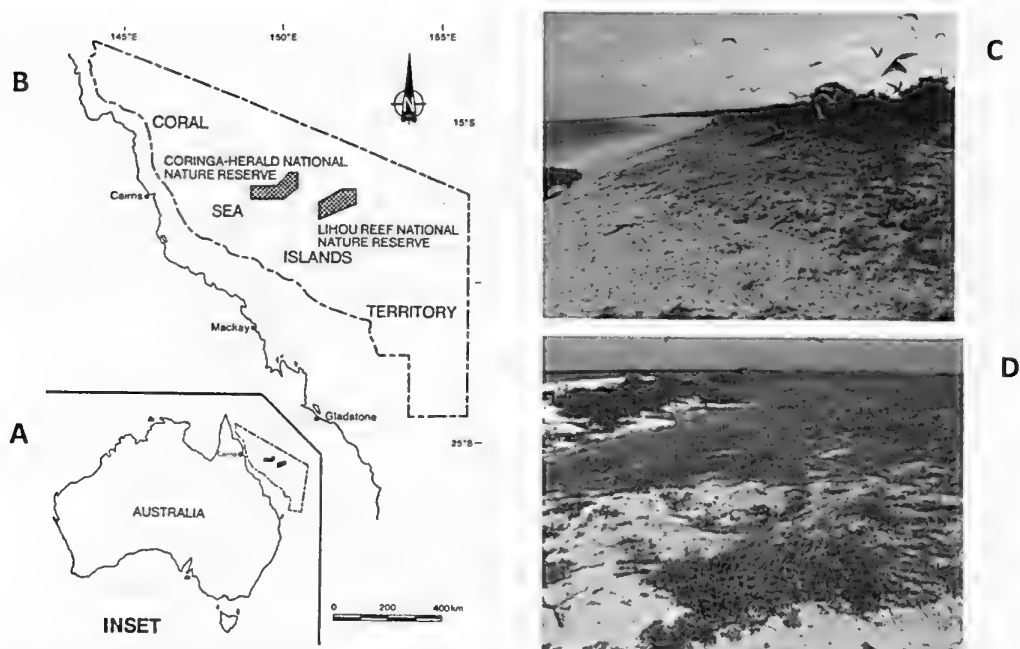 145°E 150°E 155°E
B
C
N
15°S
CORAL
CORINGA-HERALD NATIONAL
NATURE RESERVE
Cairns
SEA
LIHOU REEF NATIONAL
NATURE RESERVE
ISLANDS
TERRITORY
Mackay
D
Gladstone
A
25°S
Cairns
AUSTRALIA
INSET
0 200 400 km